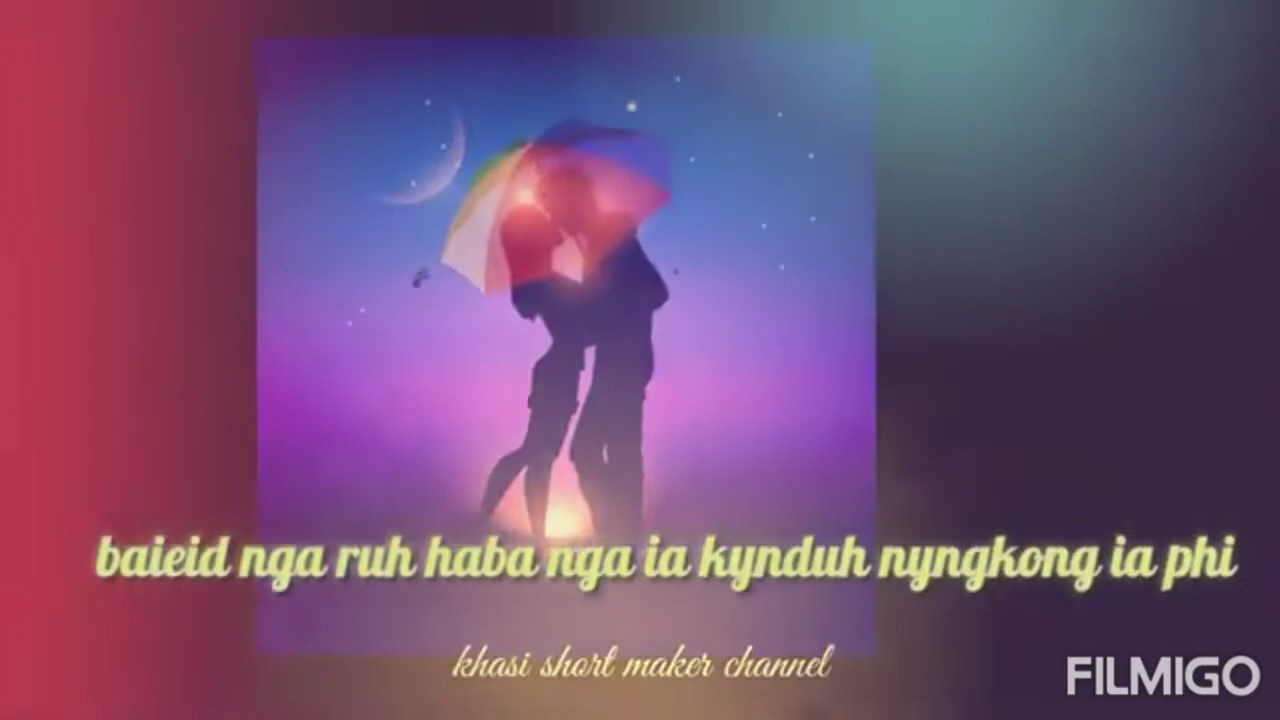 baieid nga ruh haba nga ia kynduh nyngkong ia phi
khasi short maker channel
FILMIGO